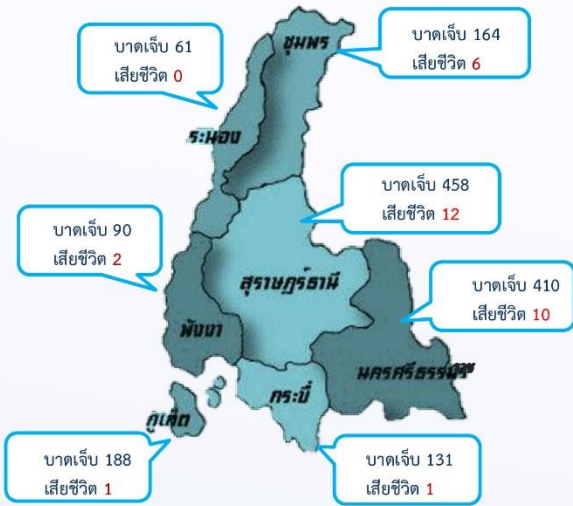 ชุมพร
บาดเจ็บ 164
เสียชีวิต 6
บาดเจ็บ 61
เสียชีวิต 0
ระนอง
บาดเจ็บ 458
เสียชีวิต 12
สุราษฎร์ธานี
บาดเจ็บ 90
เสียชีวิต 2
พังงา
บาดเจ็บ 410
เสียชีวิต 10
นครศรีธรรมราช
กระบี่
ภูเก็ต
บาดเจ็บ 188
เสียชีวิต 1
บาดเจ็บ 131
เสียชีวิต 1